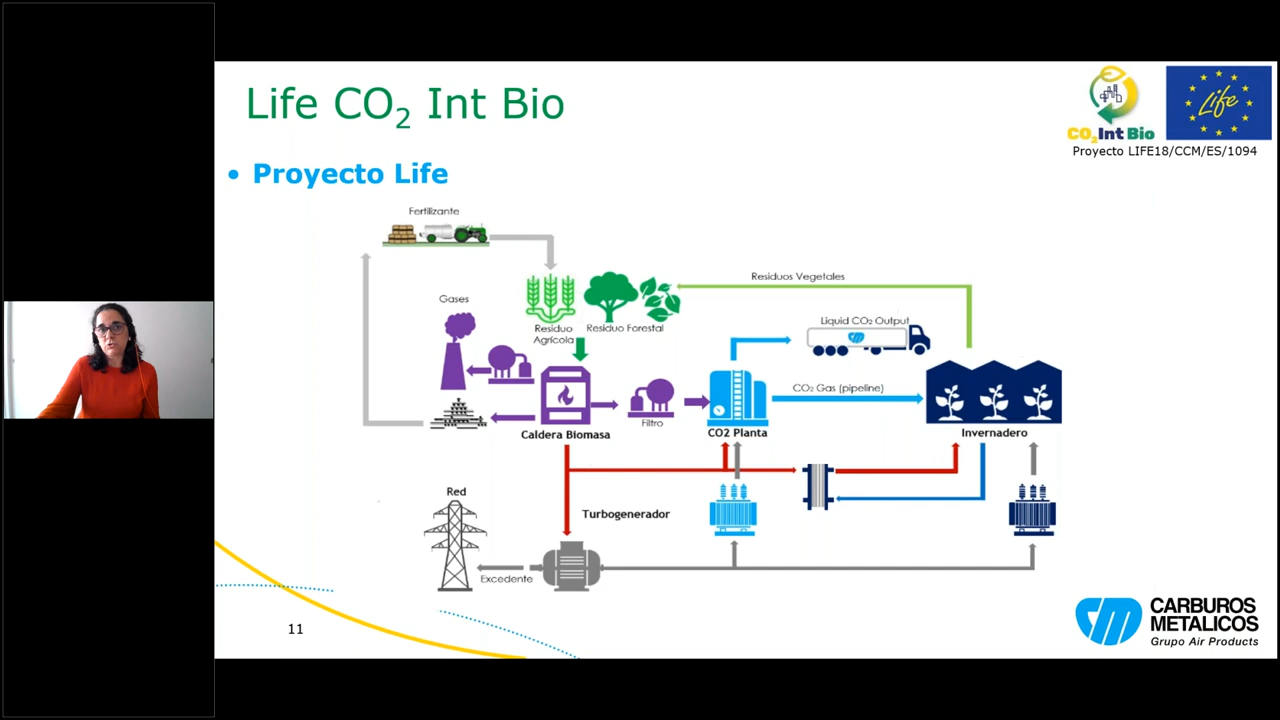 Life CO₂ Int Bio
Life
CO₂Int Bio
Proyecto LIFE18/CCM/ES/1094
• Proyecto Life
Fertilizante
Residuos Vegetales
Gases
Residuo
Agrícola
Residuo Forestal
Liquid CO₂ Output
CO₂ Gas (pipeline)
Filtro
Caldera Biomasa
CO2 Planta
Invernadero
Red
Turbogenerador
Excedente
11
CARBUROS
METALICOS
Grupo Air Products